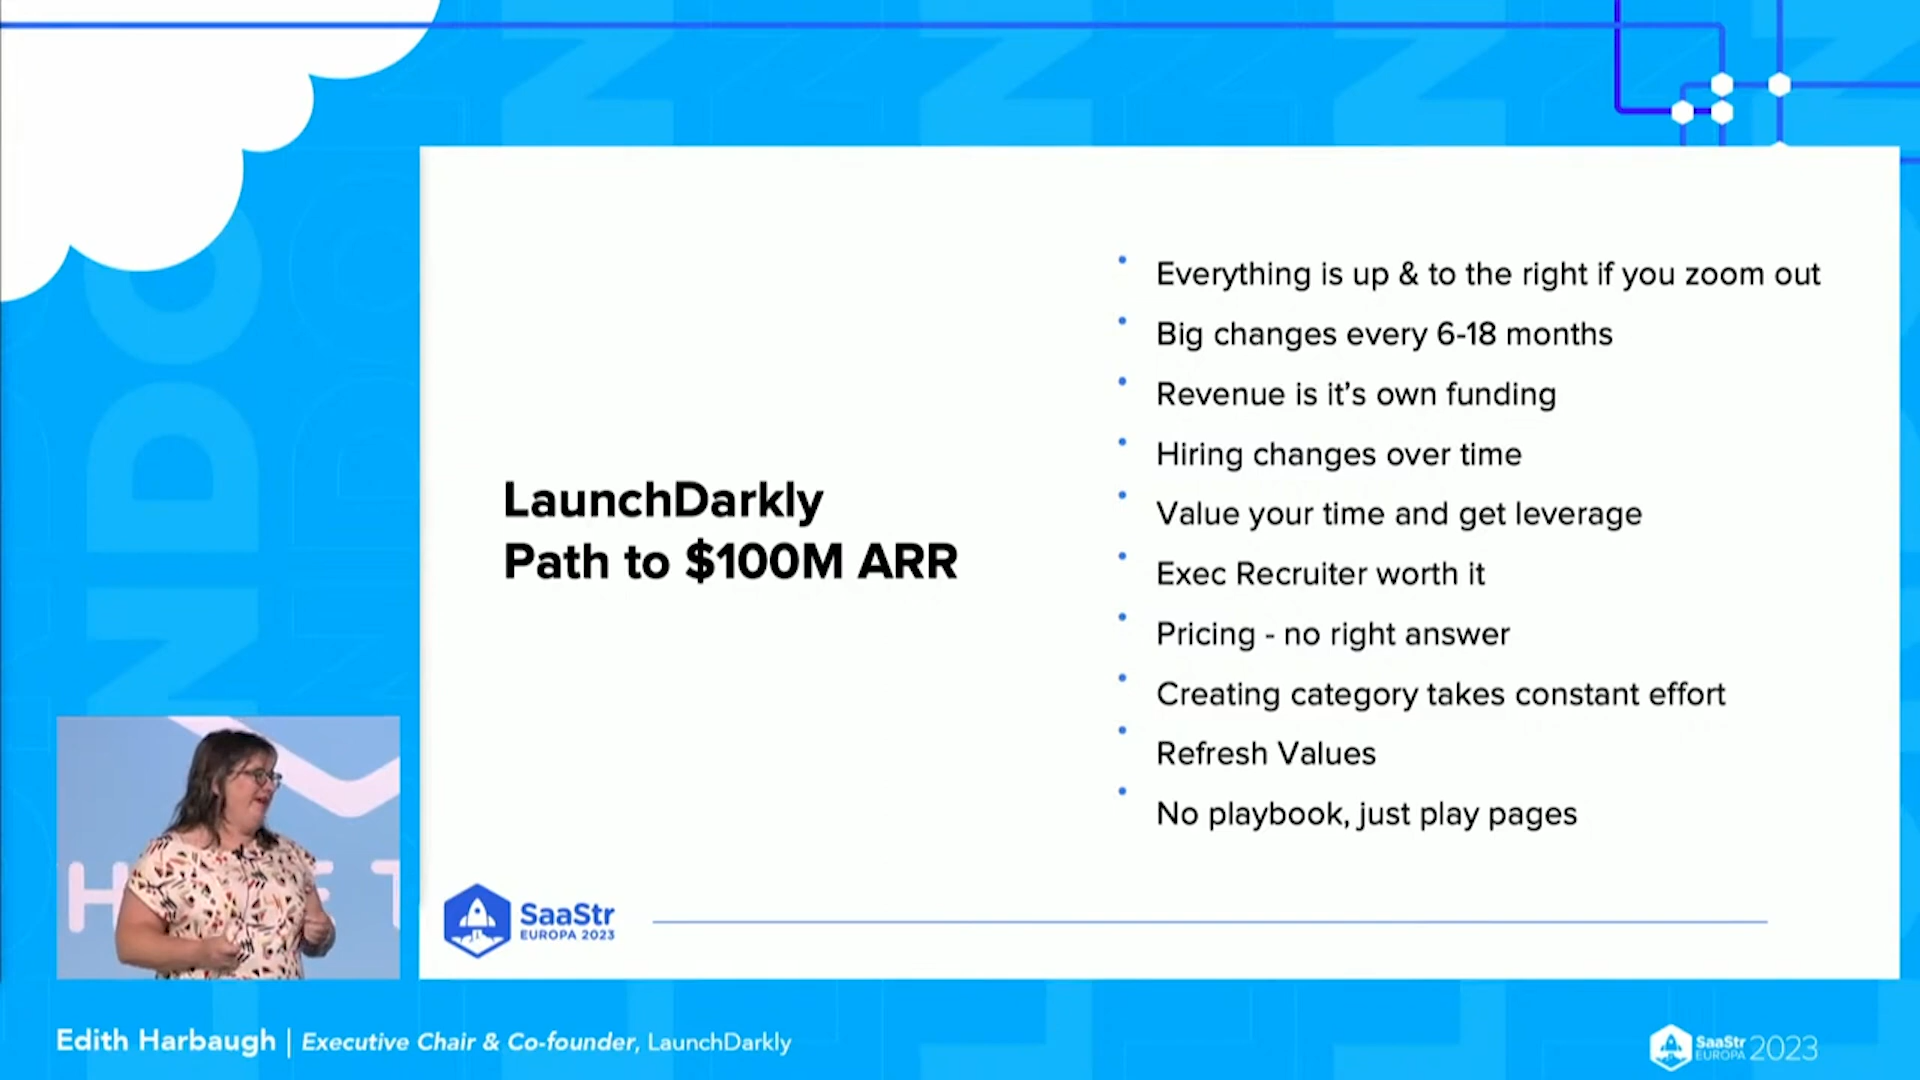 LaunchDarkly
Path to $100M ARR
Everything is up & to the right if you zoom out
Big changes every 6-18 months
Revenue is it’s own funding
Hiring changes over time
Value your time and get leverage
Exec Recruiter worth it
Pricing - no right answer
Creating category takes constant effort
Refresh Values
No playbook, just play pages
SaaStr
EUROPA 2023
Edith Harbaugh | Executive Chair & Co-founder, LaunchDarkly
SaaStr
EUROPA 2023